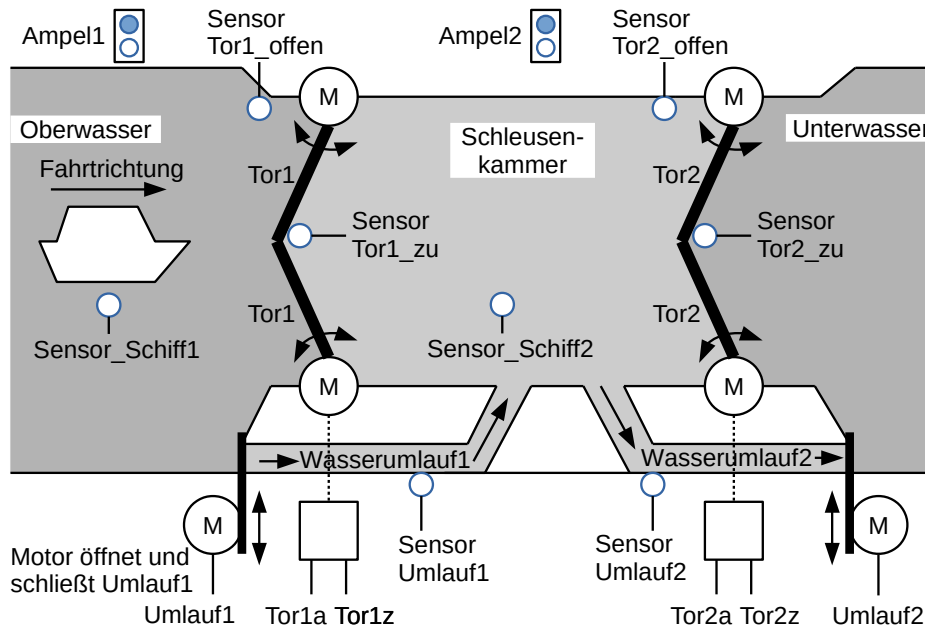 Ampel1
Sensor
Tor1_offen
Ampel2
Sensor
Tor2_offen
M
M
Oberwasser
Schleusen-
kammer
Unterwasser
Fahrtrichtung
Tor1
Tor2
Sensor
Tor1_zu
Sensor
Tor2_zu
Tor1
Tor2
Sensor_Schiff1
Sensor_Schiff2
M
M
Wasserumlauf1
Wasserumlauf2
M
M
Motor öffnet und
schließt Umlauf1
Sensor
Umlauf1
Sensor
Umlauf2
Umlauf1
Tor1a
Tor1z
Tor2a
Tor2z
Umlauf2